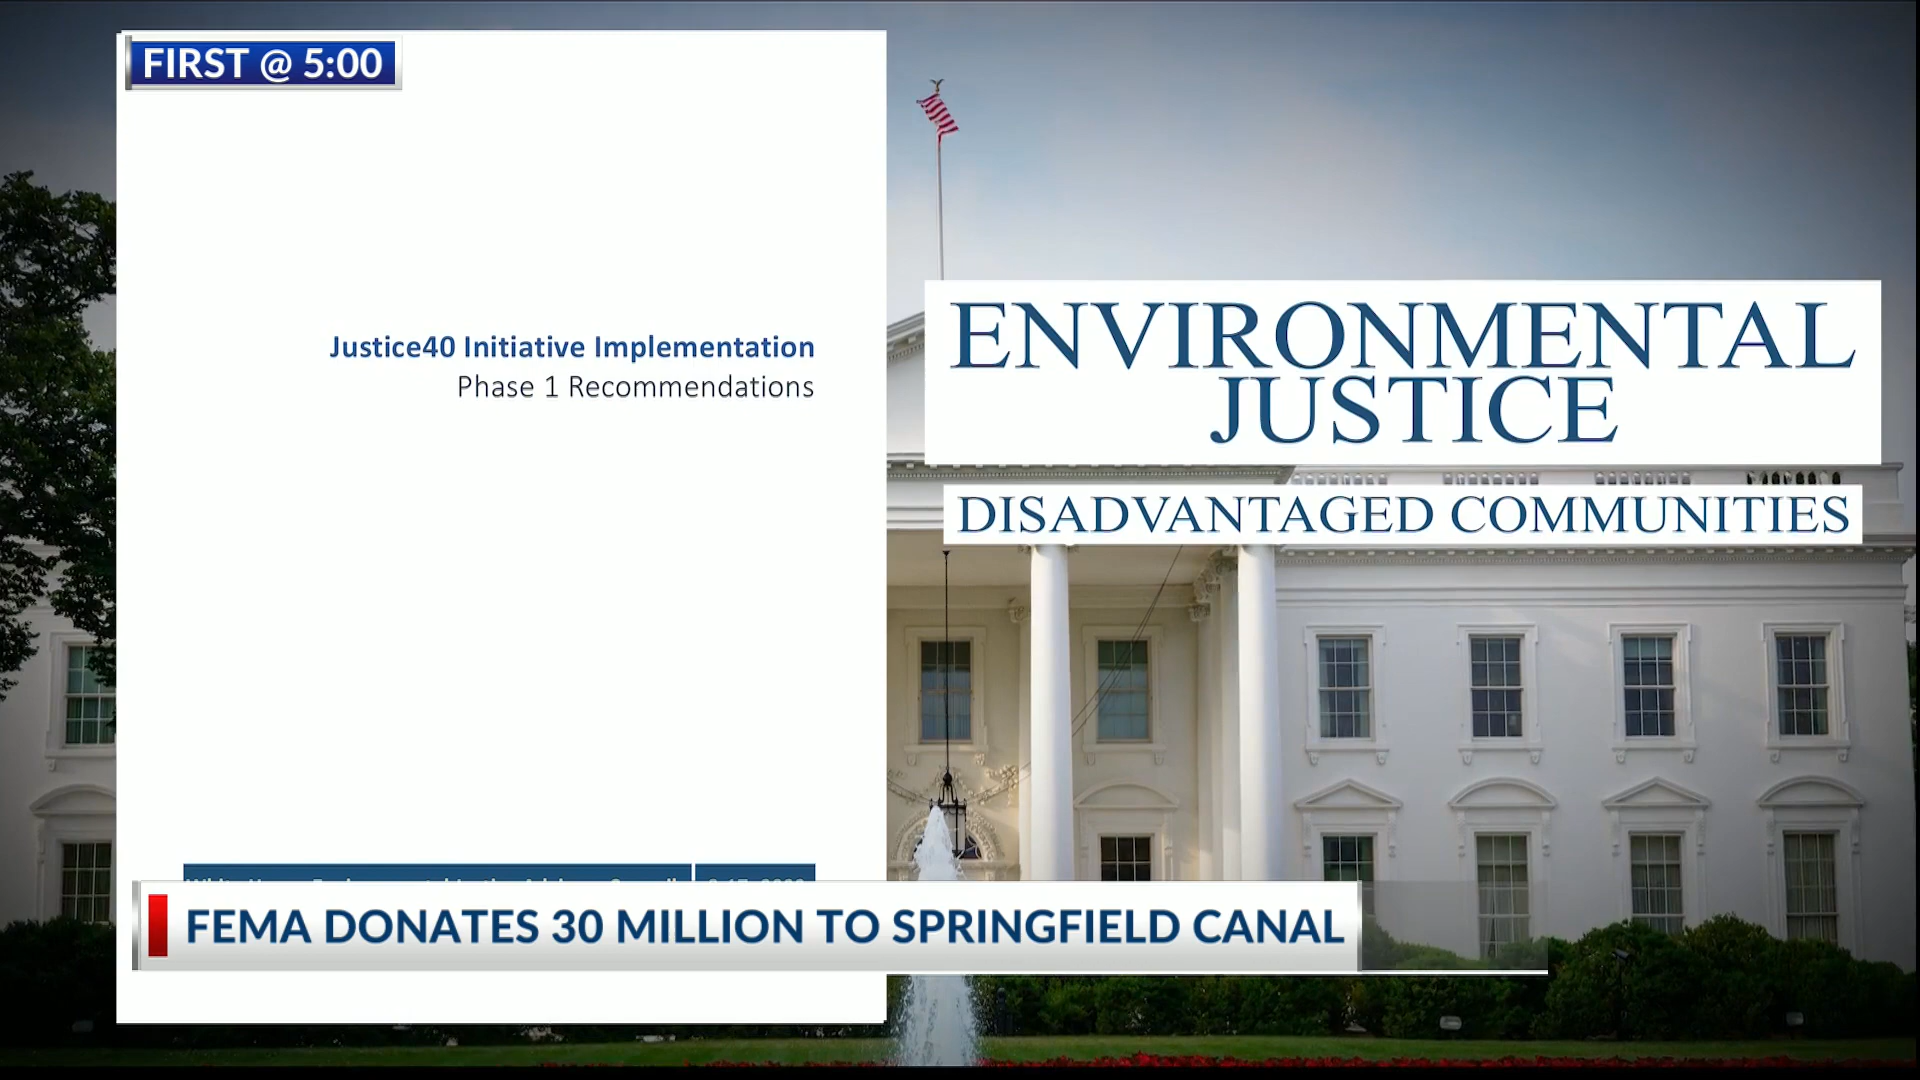 FIRST @ 5:00
Justice40 Initiative Implementation
Phase 1 Recommendations
ENVIRONMENTAL
JUSTICE
DISADVANTAGED COMMUNITIES
FEMA DONATES 30 MILLION TO SPRINGFIELD CANAL